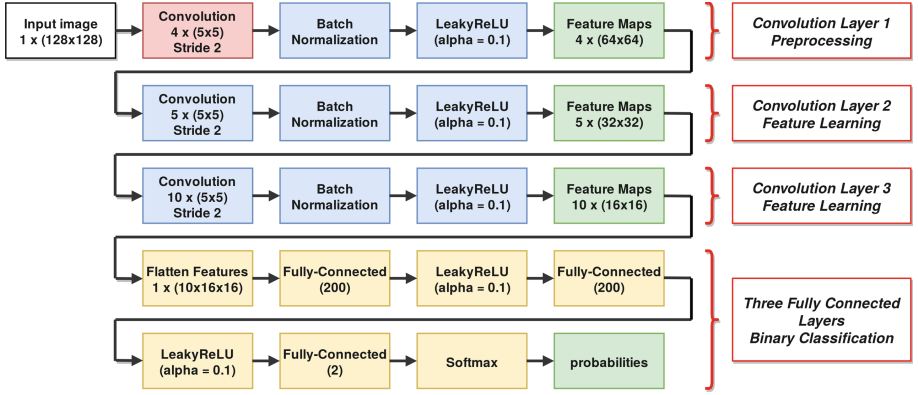 Input image
1 x (128x128)
Convolution
4 x (5x5)
Stride 2
Batch
Normalization
LeakyReLU
(alpha = 0.1)
Feature Maps
4 x (64x64)
Convolution Layer 1
Preprocessing
Convolution
5 x (5x5)
Stride 2
Batch
Normalization
LeakyReLU
(alpha = 0.1)
Feature Maps
5 x (32x32)
Convolution Layer 2
Feature Learning
Convolution
10 x (5x5)
Stride 2
Batch
Normalization
LeakyReLU
(alpha = 0.1)
Feature Maps
10 x (16x16)
Convolution Layer 3
Feature Learning
Flatten Features
1 x (10x16x16)
Fully-Connected
(200)
LeakyReLU
(alpha = 0.1)
Fully-Connected
(200)
Three Fully Connected
Layers
Binary Classification
LeakyReLU
(alpha = 0.1)
Fully-Connected
(2)
Softmax
probabilities